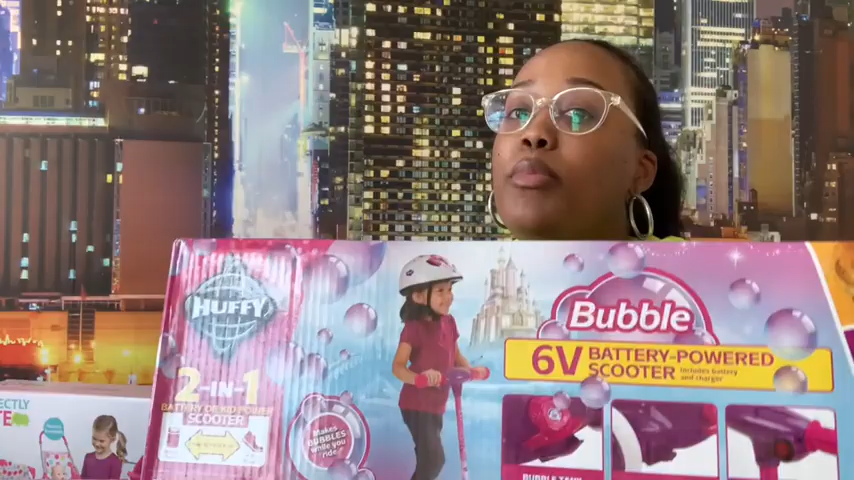 HUFFY
2-IN-1
BATTERY OR KID POWER
SCOOTER
Makes
BUBBLES
while you
ride
Bubble
6V BATTERY-POWERED
SCOOTER
Includes battery
and charger
BUBBLE TANK